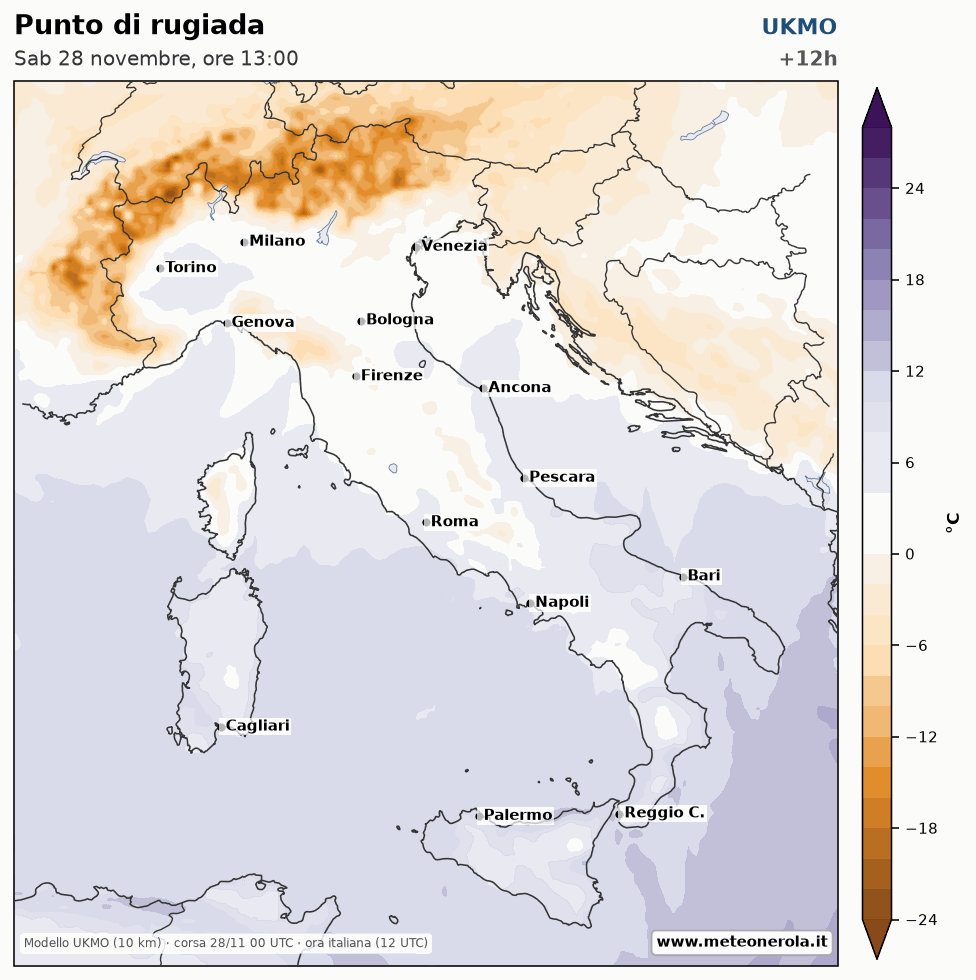 Punto di rugiada
UKMO
Sab 28 novembre, ore 13:00
+12h
Milano
Venezia
Torino
Genova
Bologna
Firenze
Ancona
Pescara
Roma
Bari
Napoli
Cagliari
Palermo
Reggio C.
24
18
12
6
0
−6
−12
−18
−24
°C
Modello UKMO (10 km) · corsa 28/11 00 UTC · ora italiana (12 UTC)
www.meteonerola.it